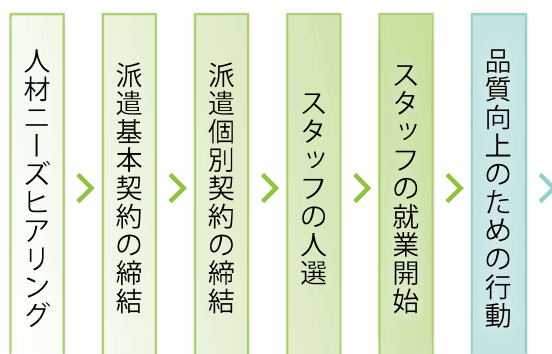 人材ニーズヒアリング
派遣基本契約の締結
派遣個別契約の締結
スタッフの人選
スタッフの就業開始
品質向上のための行動